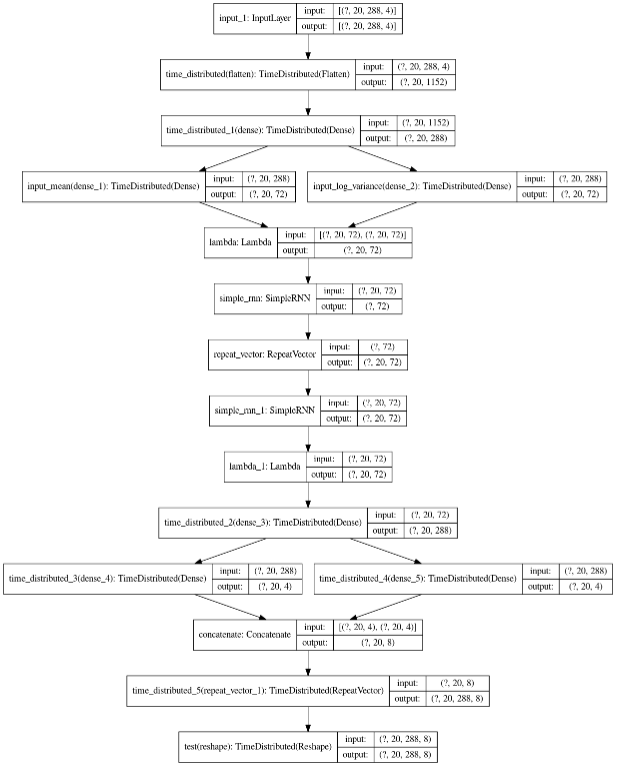 input_1: InputLayer
input: [(?, 20, 288, 4)]
output: [(?, 20, 288, 4)]
time_distributed(flatten): TimeDistributed(Flatten)
input: (?, 20, 288, 4)
output: (?, 20, 1152)
time_distributed_1(dense): TimeDistributed(Dense)
input: (?, 20, 1152)
output: (?, 20, 288)
input_mean(dense_1): TimeDistributed(Dense)
input: (?, 20, 288)
output: (?, 20, 72)
input_log_variance(dense_2): TimeDistributed(Dense)
input: (?, 20, 288)
output: (?, 20, 72)
lambda: Lambda
input: [(?, 20, 72), (?, 20, 72)]
output: (?, 20, 72)
simple_rnn: SimpleRNN
input: (?, 20, 72)
output: (?, 72)
repeat_vector: RepeatVector
input: (?, 72)
output: (?, 20, 72)
simple_rnn_1: SimpleRNN
input: (?, 20, 72)
output: (?, 20, 72)
lambda_1: Lambda
input: (?, 20, 72)
output: (?, 20, 72)
time_distributed_2(dense_3): TimeDistributed(Dense)
input: (?, 20, 72)
output: (?, 20, 288)
time_distributed_3(dense_4): TimeDistributed(Dense)
input: (?, 20, 288)
output: (?, 20, 4)
time_distributed_4(dense_5): TimeDistributed(Dense)
input: (?, 20, 288)
output: (?, 20, 4)
concatenate: Concatenate
input: [(?, 20, 4), (?, 20, 4)]
output: (?, 20, 8)
time_distributed_5(repeat_vector_1): TimeDistributed(RepeatVector)
input: (?, 20, 8)
output: (?, 20, 288, 8)
test(reshape): TimeDistributed(Reshape)
input: (?, 20, 288, 8)
output: (?, 20, 288, 8)